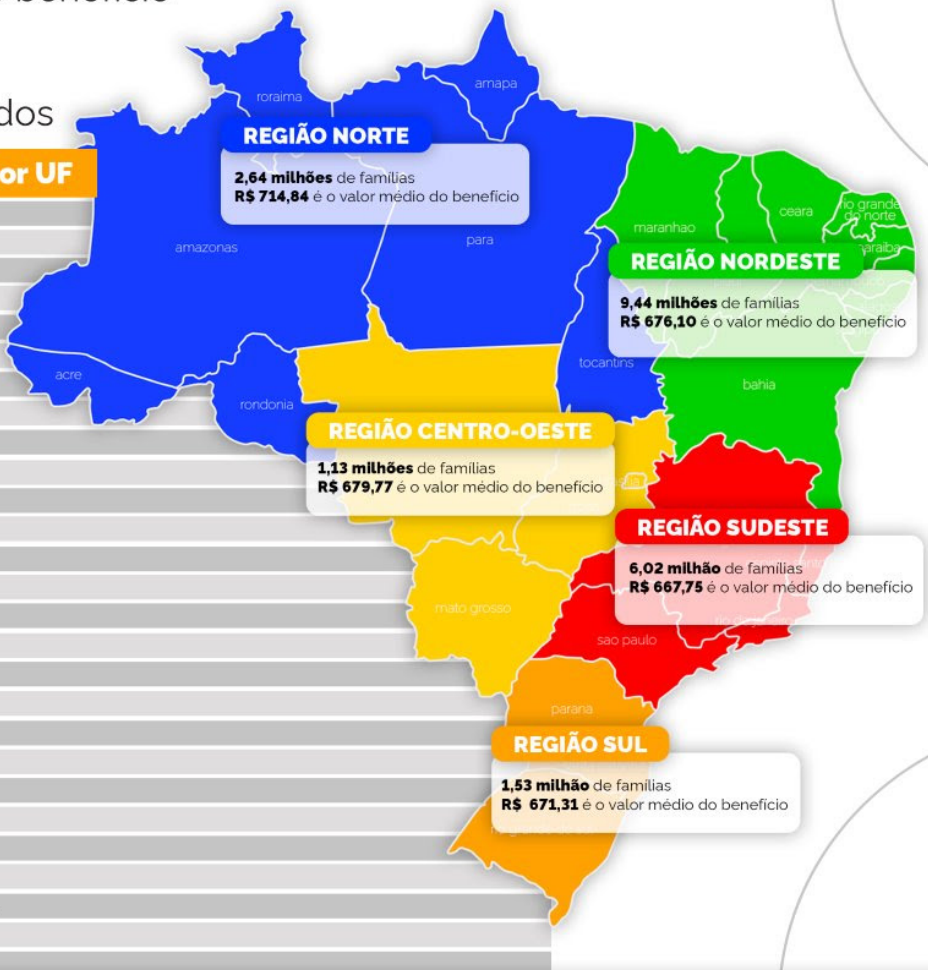 benefício
dos
or UF
roraima
amapa
REGIÃO NORTE
2,64 milhões de famílias
R$ 714,84 é o valor médio do benefício
amazonas
para
maranhao
ceara
rio grande
do norte
paraiba
REGIÃO NORDESTE
9,44 milhões de famílias
R$ 676,10 é o valor médio do benefício
acre
rondonia
tocantins
bahia
REGIÃO CENTRO-OESTE
1,13 milhões de famílias
R$ 679,77 é o valor médio do benefício
REGIÃO SUDESTE
6,02 milhão de famílias
R$ 667,75 é o valor médio do benefício
mato grosso
sao paulo
parana
REGIÃO SUL
1,53 milhão de famílias
R$ 671,31 é o valor médio do benefício